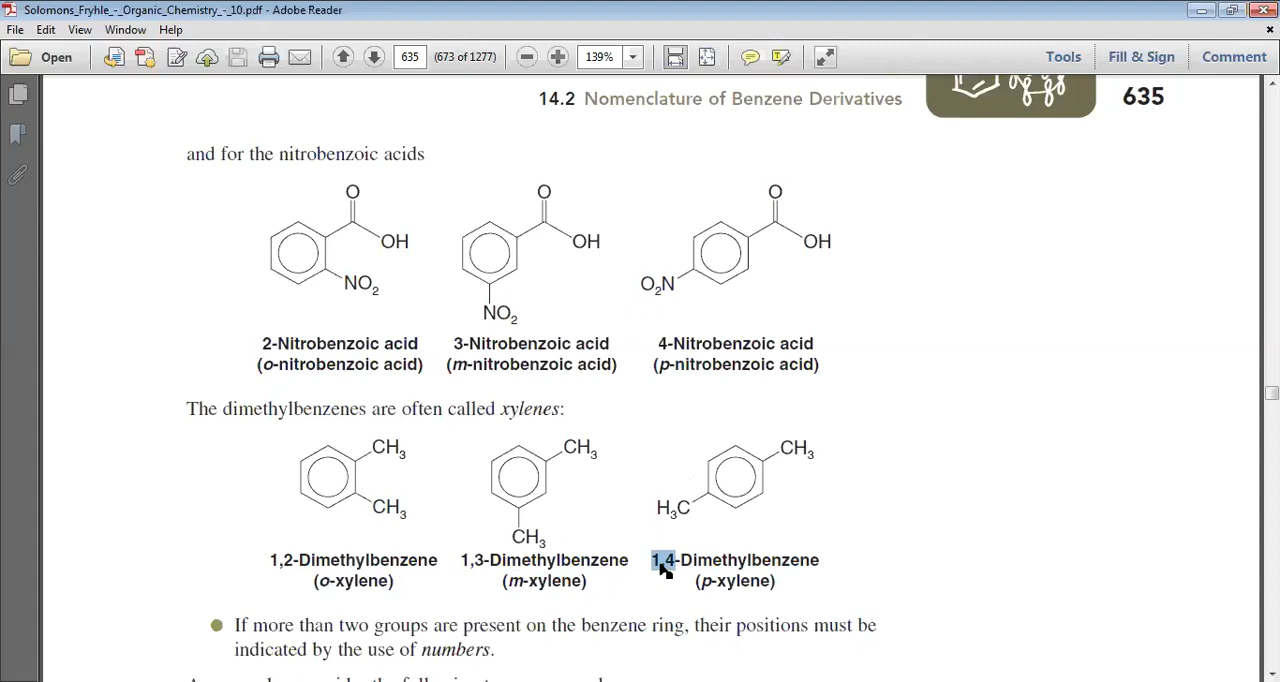 Solomons_Fryhle_-_Organic_Chemistry_-_10.pdf - Adobe Reader
File Edit View Window Help
Open 635 (673 of 1277) 139% Tools Fill & Sign Comment
14.2 Nomenclature of Benzene Derivatives 635
and for the nitrobenzoic acids
O O O
OH OH OH
NO2 O2N
NO2
2-Nitrobenzoic acid 3-Nitrobenzoic acid 4-Nitrobenzoic acid
(o-nitrobenzoic acid) (m-nitrobenzoic acid) (p-nitrobenzoic acid)
The dimethylbenzenes are often called xylenes:
CH3 CH3 CH3
CH3 H3C
CH3
1,2-Dimethylbenzene 1,3-Dimethylbenzene 1,4-Dimethylbenzene
(o-xylene) (m-xylene) (p-xylene)
If more than two groups are present on the benzene ring, their positions must be
indicated by the use of numbers.